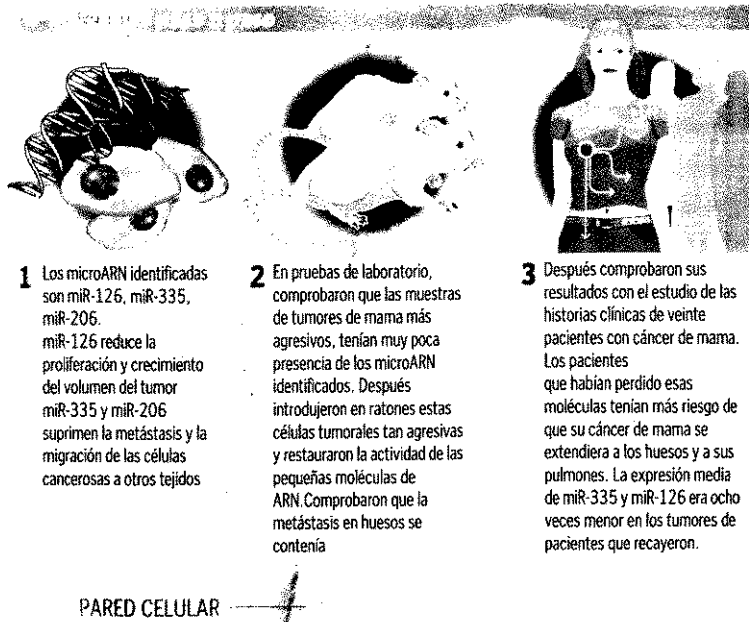 1 Los microARN identificadas
son miR-126, miR-335,
miR-206.
miR-126 reduce la
proliferación y crecimiento
del volumen del tumor
miR-335 y miR-206
suprimen la metástasis y la
migración de las células
cancerosas a otros tejidos
2 En pruebas de laboratorio,
comprobaron que las muestras
de tumores de mama más
agresivos, tenían muy poca
presencia de los microARN
identificados. Después
introdujeron en ratones estas
células tumorales tan agresivas
y restauraron la actividad de las
pequeñas moléculas de
ARN.Comprobaron que la
metástasis en huesos se
contenía
3 Después comprobaron sus
resultados con el estudio de las
historias clínicas de veinte
pacientes con cáncer de mama.
Los pacientes
que habían perdido esas
moléculas tenían más riesgo de
que su cáncer de mama se
extendiera a los huesos y a sus
pulmones. La expresión media
de miR-335 y miR-126 era ocho
veces menor en los tumores de
pacientes que recayeron.
PARED CELULAR